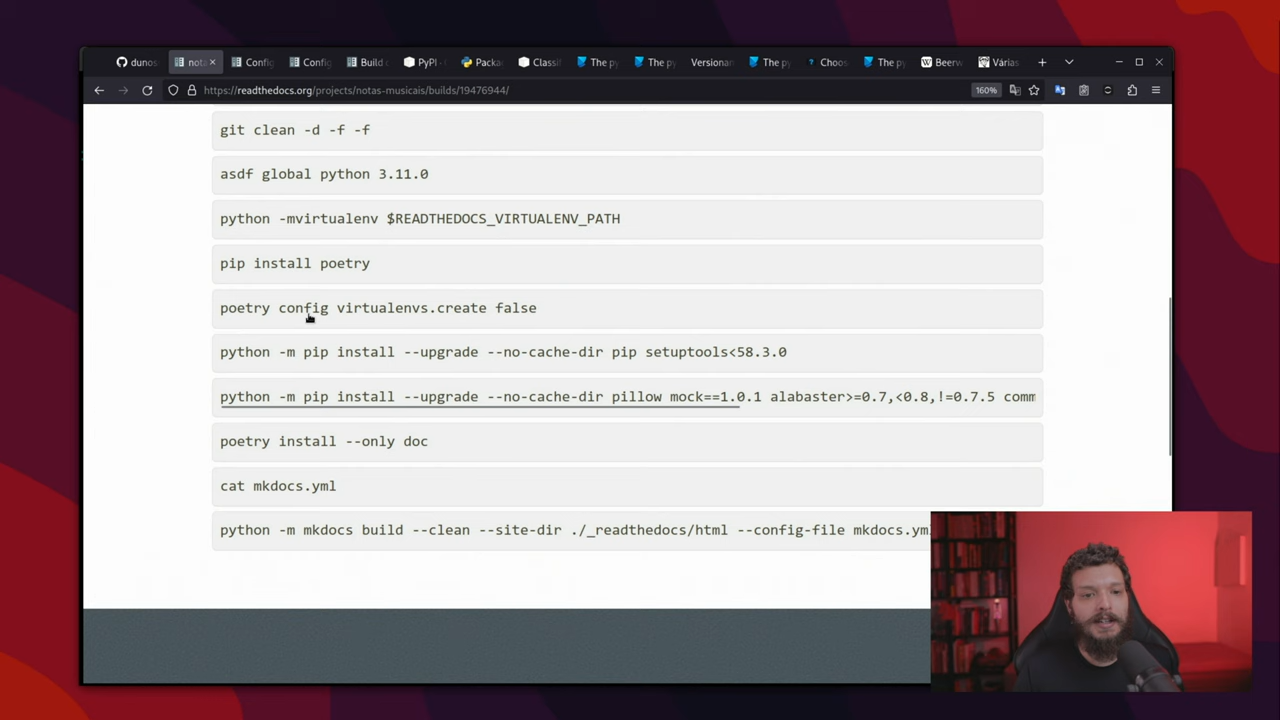 dunos
nota
Config
Config
Build
PyPI
Packa
Classif
The py
The py
Versionan
The py
Choos
The py
Beerw
Várias
https://readthedocs.org/projects/notas-musicais/builds/19476944/
160%
git clean -d -f -f
asdf global python 3.11.0
python -mvirtualenv $READTHEDOCS_VIRTUALENV_PATH
pip install poetry
poetry config virtualenvs.create false
python -m pip install --upgrade --no-cache-dir pip setuptools<58.3.0
python -m pip install --upgrade --no-cache-dir pillow mock==1.0.1 alabaster>=0.7,<0.8,!=0.7.5 comm
poetry install --only doc
cat mkdocs.yml
python -m mkdocs build --clean --site-dir ./_readthedocs/html --config-file mkdocs.yml